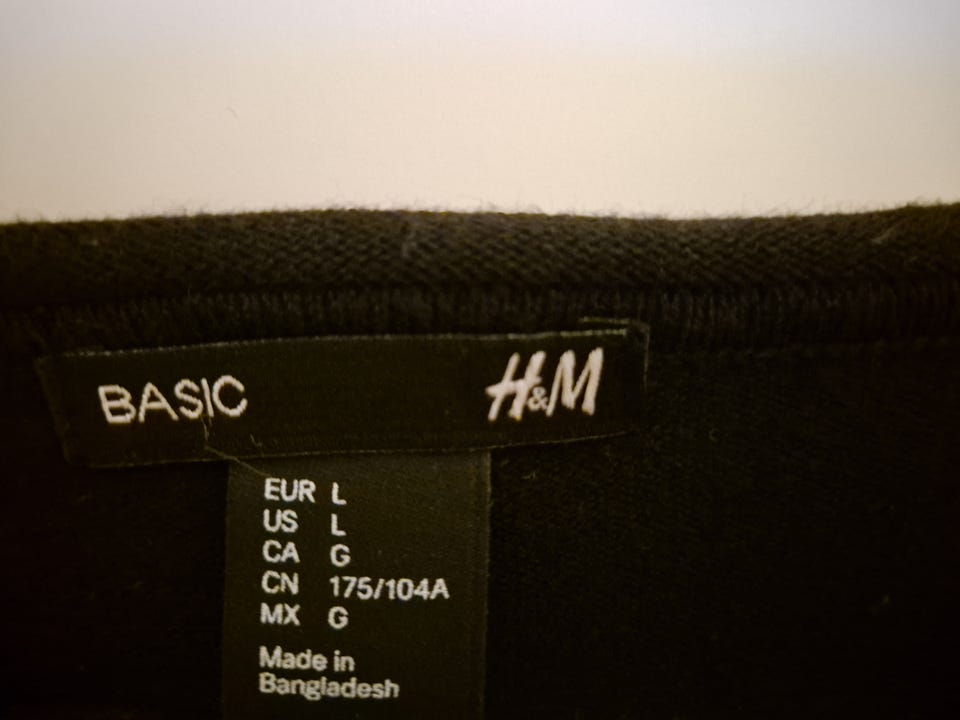 BASIC H&M
EUR L
US L
CA G
CN 175/104A
MX G
Made in
Bangladesh